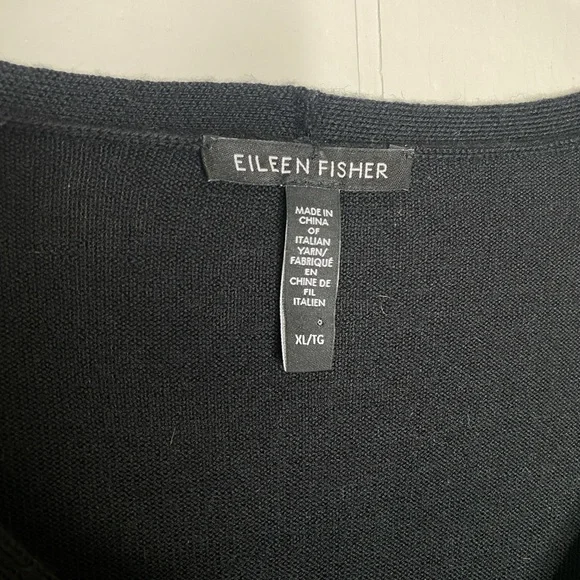 EILEEN FISHER
MADE IN
CHINA
OF
ITALIAN
YARN/
FABRIQUÉ
EN
CHINE DE
FIL
ITALIEN
XL/TG